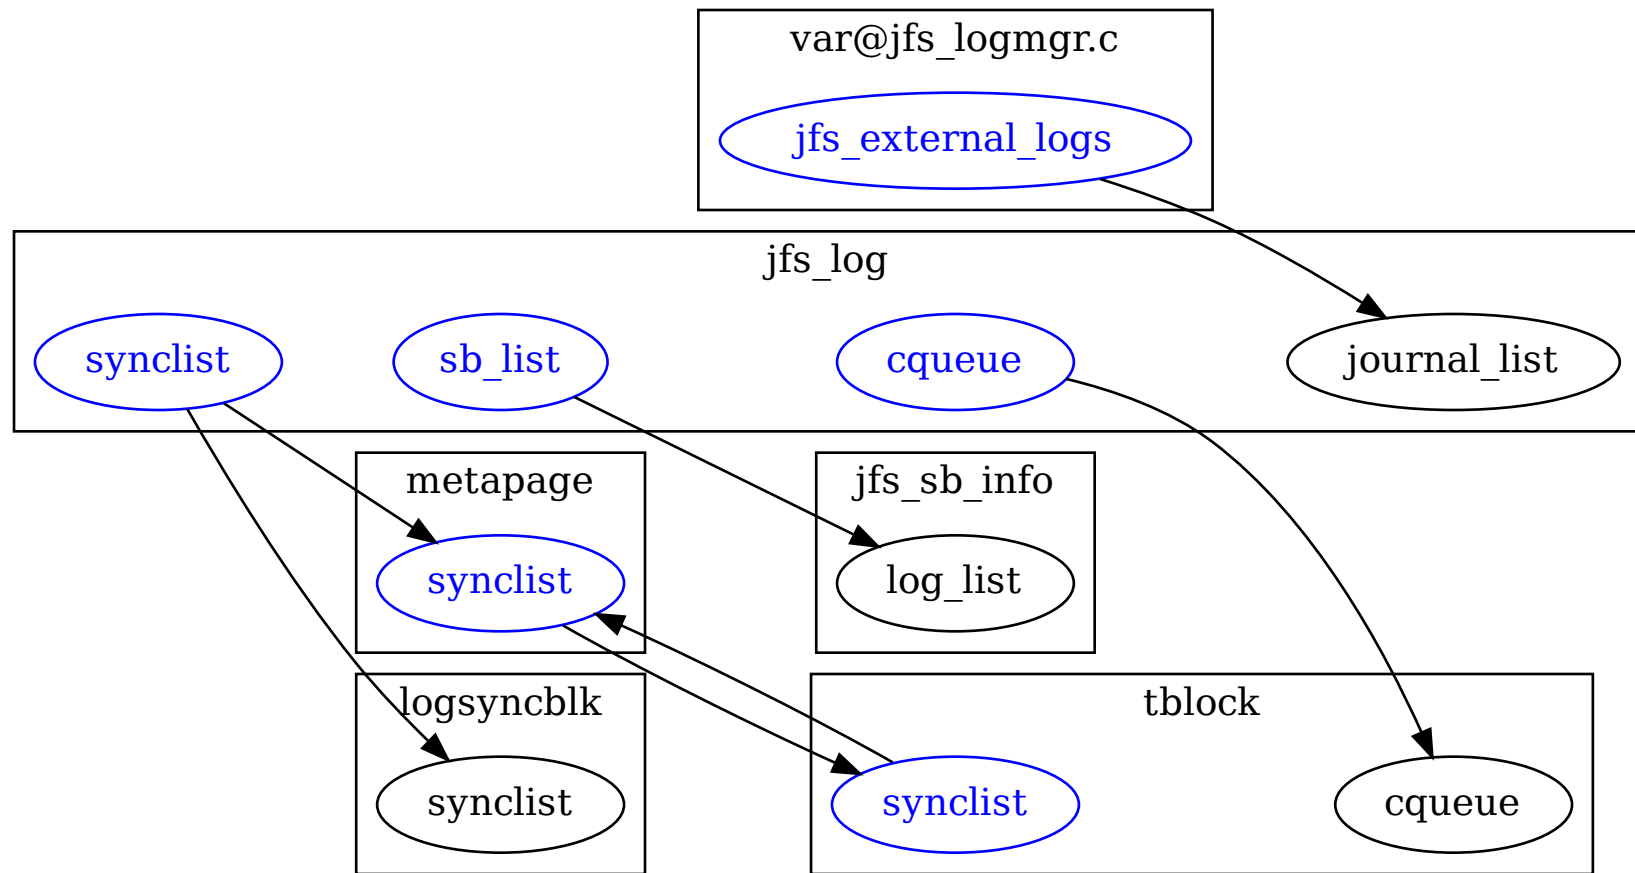 var@jfs_logmgr.c
jfs_external_logs
jfs_log
synclist
sb_list
cqueue
journal_list
metapage
jfs_sb_info
synclist
log_list
logsyncblk
tblock
synclist
synclist
cqueue